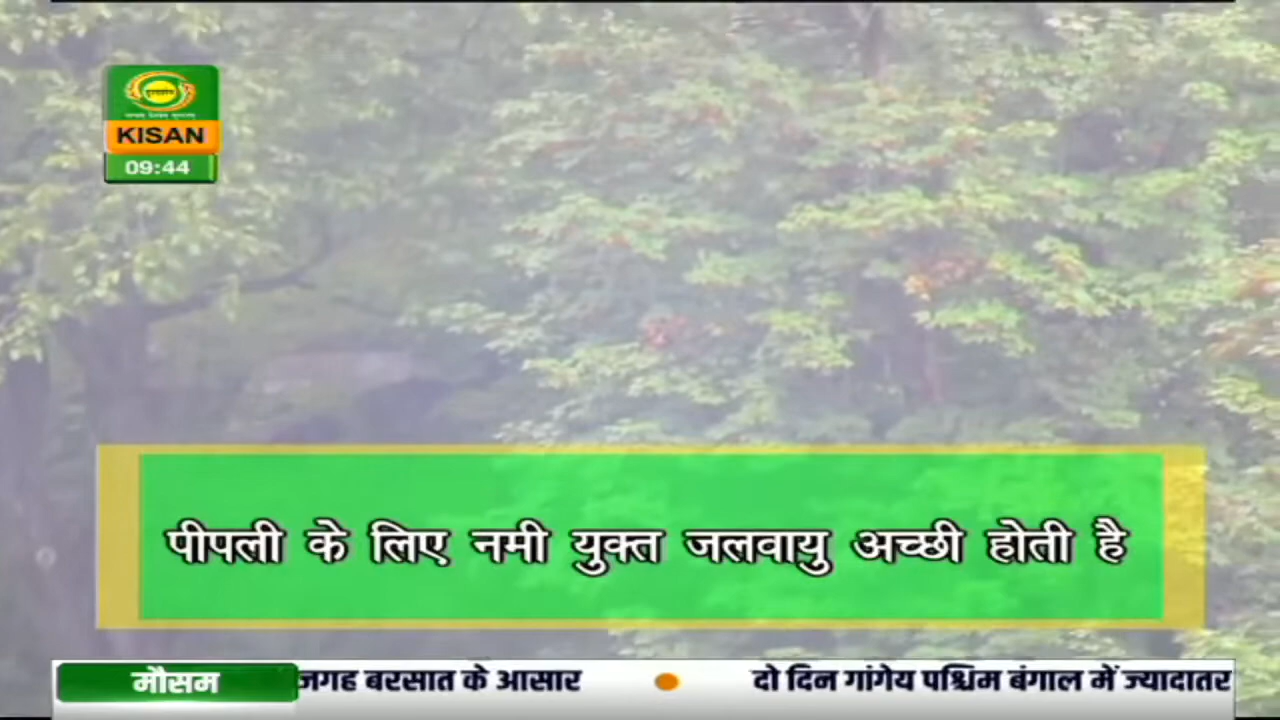 KISAN
09:44
पीपली के लिए नमी युक्त जलवायु अच्छी होती है
मौसम जगह बरसात के आसार दो दिन गांगेय पश्चिम बंगाल में ज्यादातर